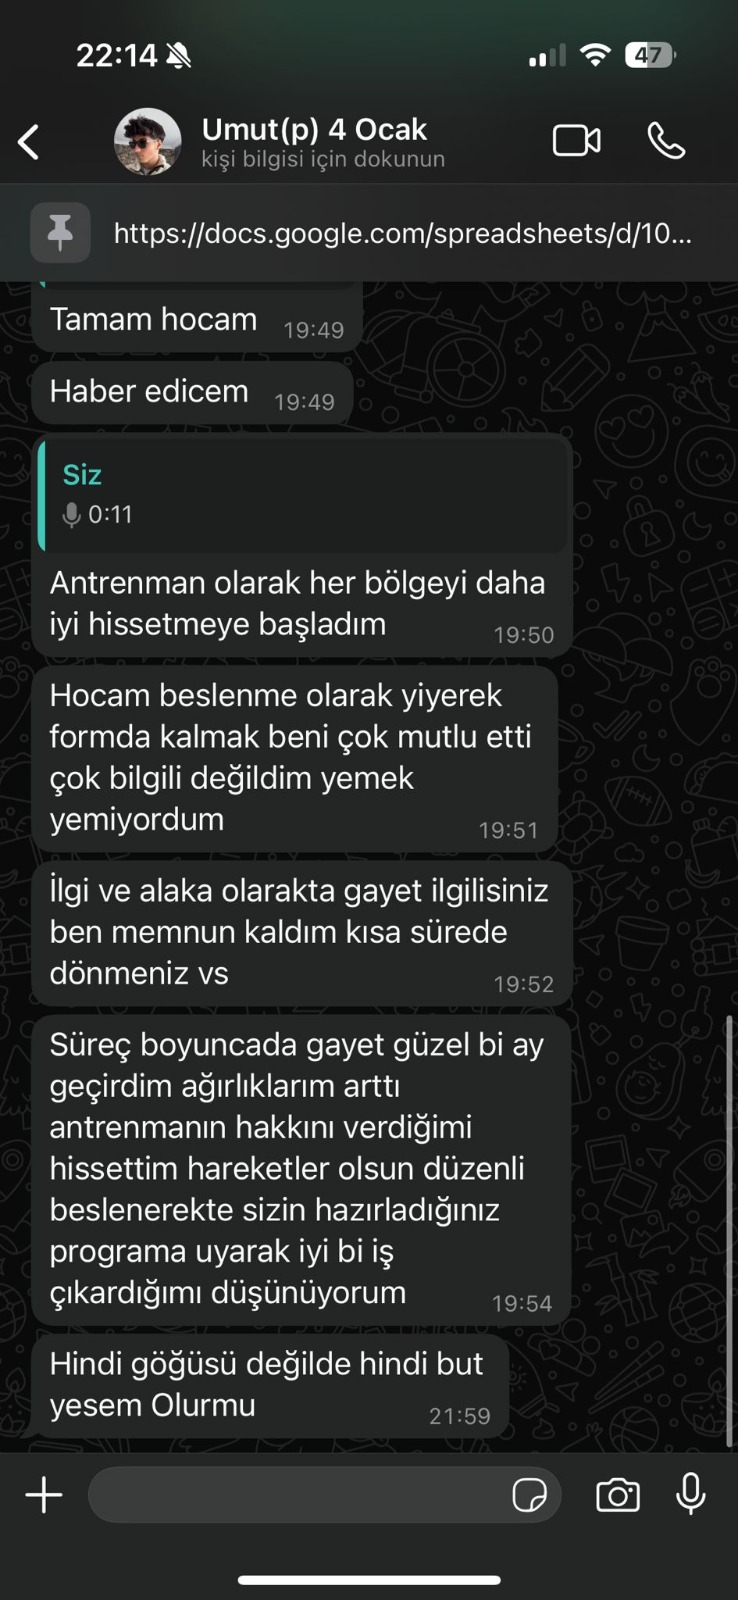 22:14
47
Umut(p) 4 Ocak
kişi bilgisi için dokunun
https://docs.google.com/spreadsheets/d/10...
Tamam hocam 19:49
Haber edicem 19:49
Siz
0:11
Antrenman olarak her bölgeyi daha
iyi hissetmeye başladım 19:50
Hocam beslenme olarak yiyerek
formda kalmak beni çok mutlu etti
çok bilgili değildim yemek
yemiyordum 19:51
İlgi ve alaka olarakta gayet ilgilisiniz
ben memnun kaldım kısa sürede
dönmeniz vs 19:52
Süreç boyuncada gayet güzel bi ay
geçirdim ağırlıklarım arttı
antrenmanın hakkını verdiğimi
hissettim hareketler olsun düzenli
beslenerekte sizin hazırladığınız
programa uyarak iyi bi iş
çıkardığımı düşünüyorum 19:54
Hindi göğüsü değilde hindi but
yesem Olurmu 21:59